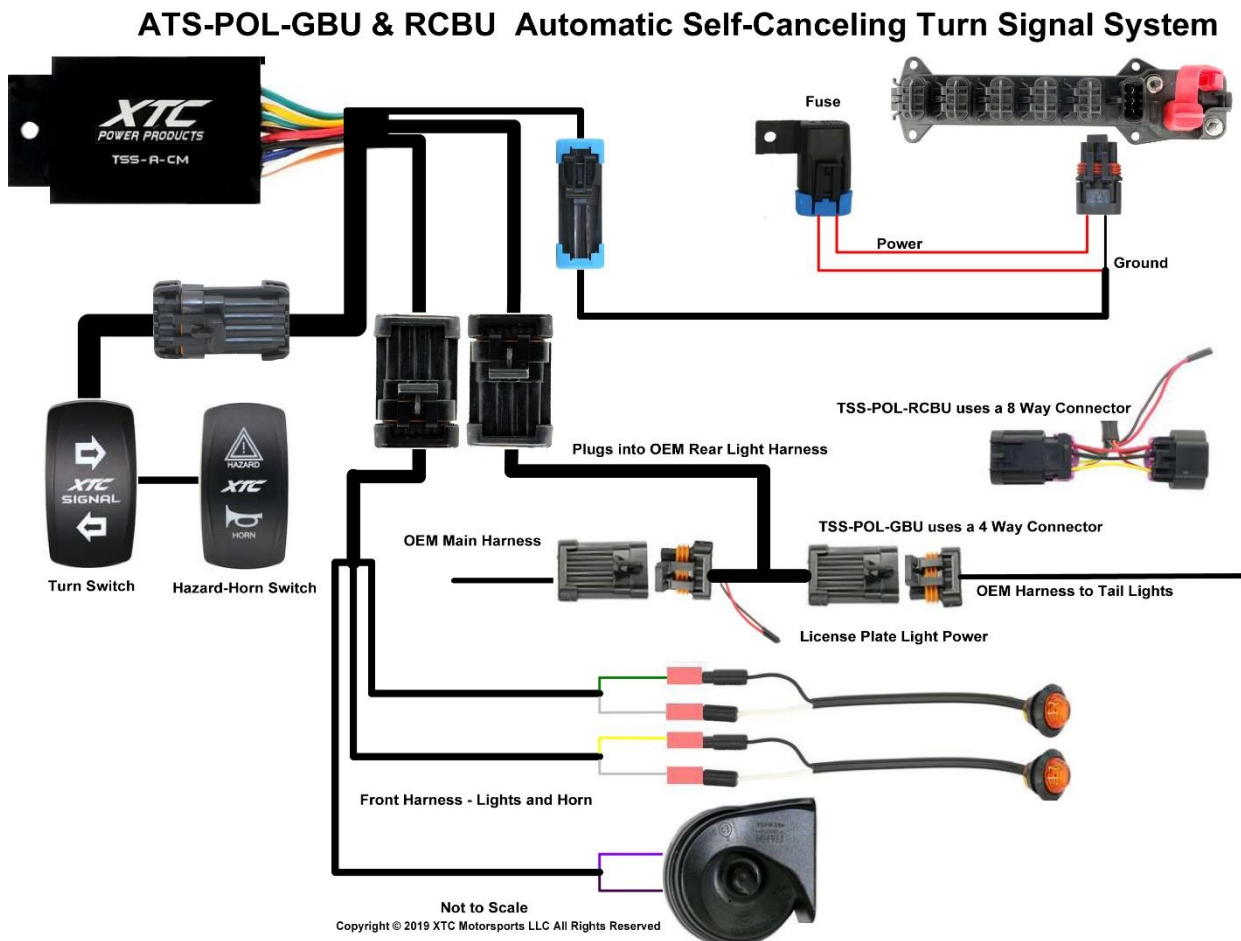 ATS-POL-GBU & RCBU Automatic Self-Canceling Turn Signal System
XTC
POWER PRODUCTS
TSS-A-CM
Fuse
Power
Ground
TSS-POL-RCBU uses a 8 Way Connector
Plugs into OEM Rear Light Harness
XTC
SIGNAL
HAZARD
XTC
HORN
Turn Switch
Hazard-Horn Switch
OEM Main Harness
TSS-POL-GBU uses a 4 Way Connector
OEM Harness to Tail Lights
License Plate Light Power
Front Harness - Lights and Horn
Not to Scale
Copyright © 2019 XTC Motorsports LLC All Rights Reserved